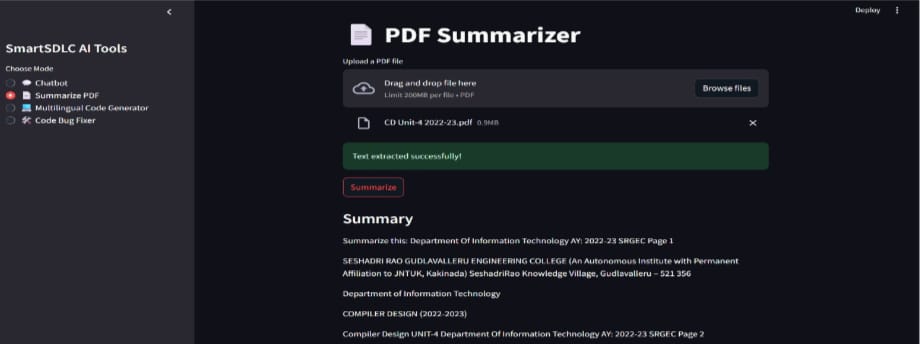 Deploy
SmartSDLC AI Tools
Choose Mode
Chatbot
Summarize PDF
Multilingual Code Generator
Code Bug Fixer
PDF Summarizer
Upload a PDF file
Drag and drop file here
Limit 200MB per file • PDF
Browse files
CD Unit-4 2022-23.pdf 0.9MB
Text extracted successfully!
Summarize
Summary
Summarize this: Department Of Information Technology AY: 2022-23 SRGEC Page 1
SESHADRI RAO GUDLAVALLERU ENGINEERING COLLEGE (An Autonomous Institute with Permanent
Affiliation to JNTUK, Kakinada) SeshadriRao Knowledge Village, Gudlavalleru – 521 356
Department of Information Technology
COMPILER DESIGN (2022-2023)
Compiler Design UNIT-4 Department Of Information Technology AY: 2022-23 SRGEC Page 2